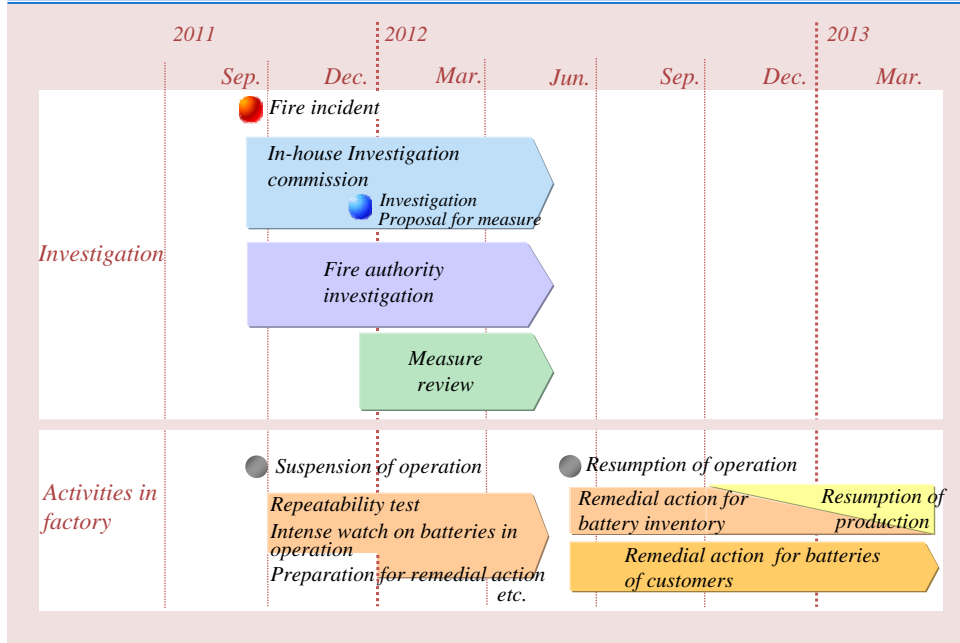 2011
2012
2013
Sep.
Dec.
Mar.
Jun.
Sep.
Dec.
Mar.
Fire incident
In-house Investigation
commission
Investigation
Proposal for measure
Investigation
Fire authority
investigation
Measure
review
Suspension of operation
Resumption of operation
Activities in
factory
Repeatability test
Intense watch on batteries in
operation
Preparation for remedial action
etc.
Remedial action for
battery inventory
Resumption of
production
Remedial action for batteries
of customers